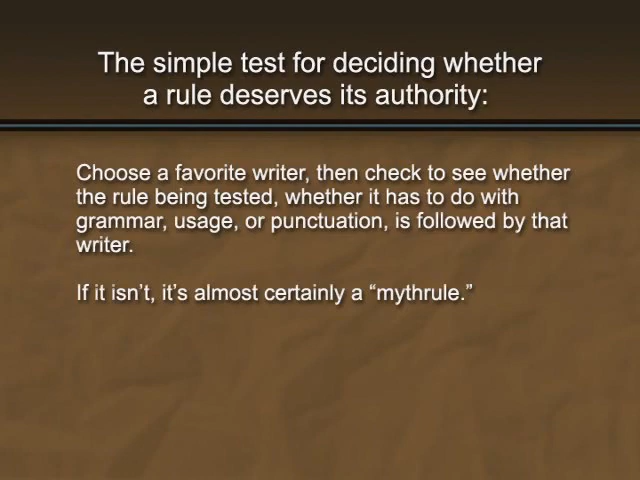 The simple test for deciding whether
a rule deserves its authority:
Choose a favorite writer, then check to see whether
the rule being tested, whether it has to do with
grammar, usage, or punctuation, is followed by that
writer.
If it isn’t, it’s almost certainly a “mythrule.”